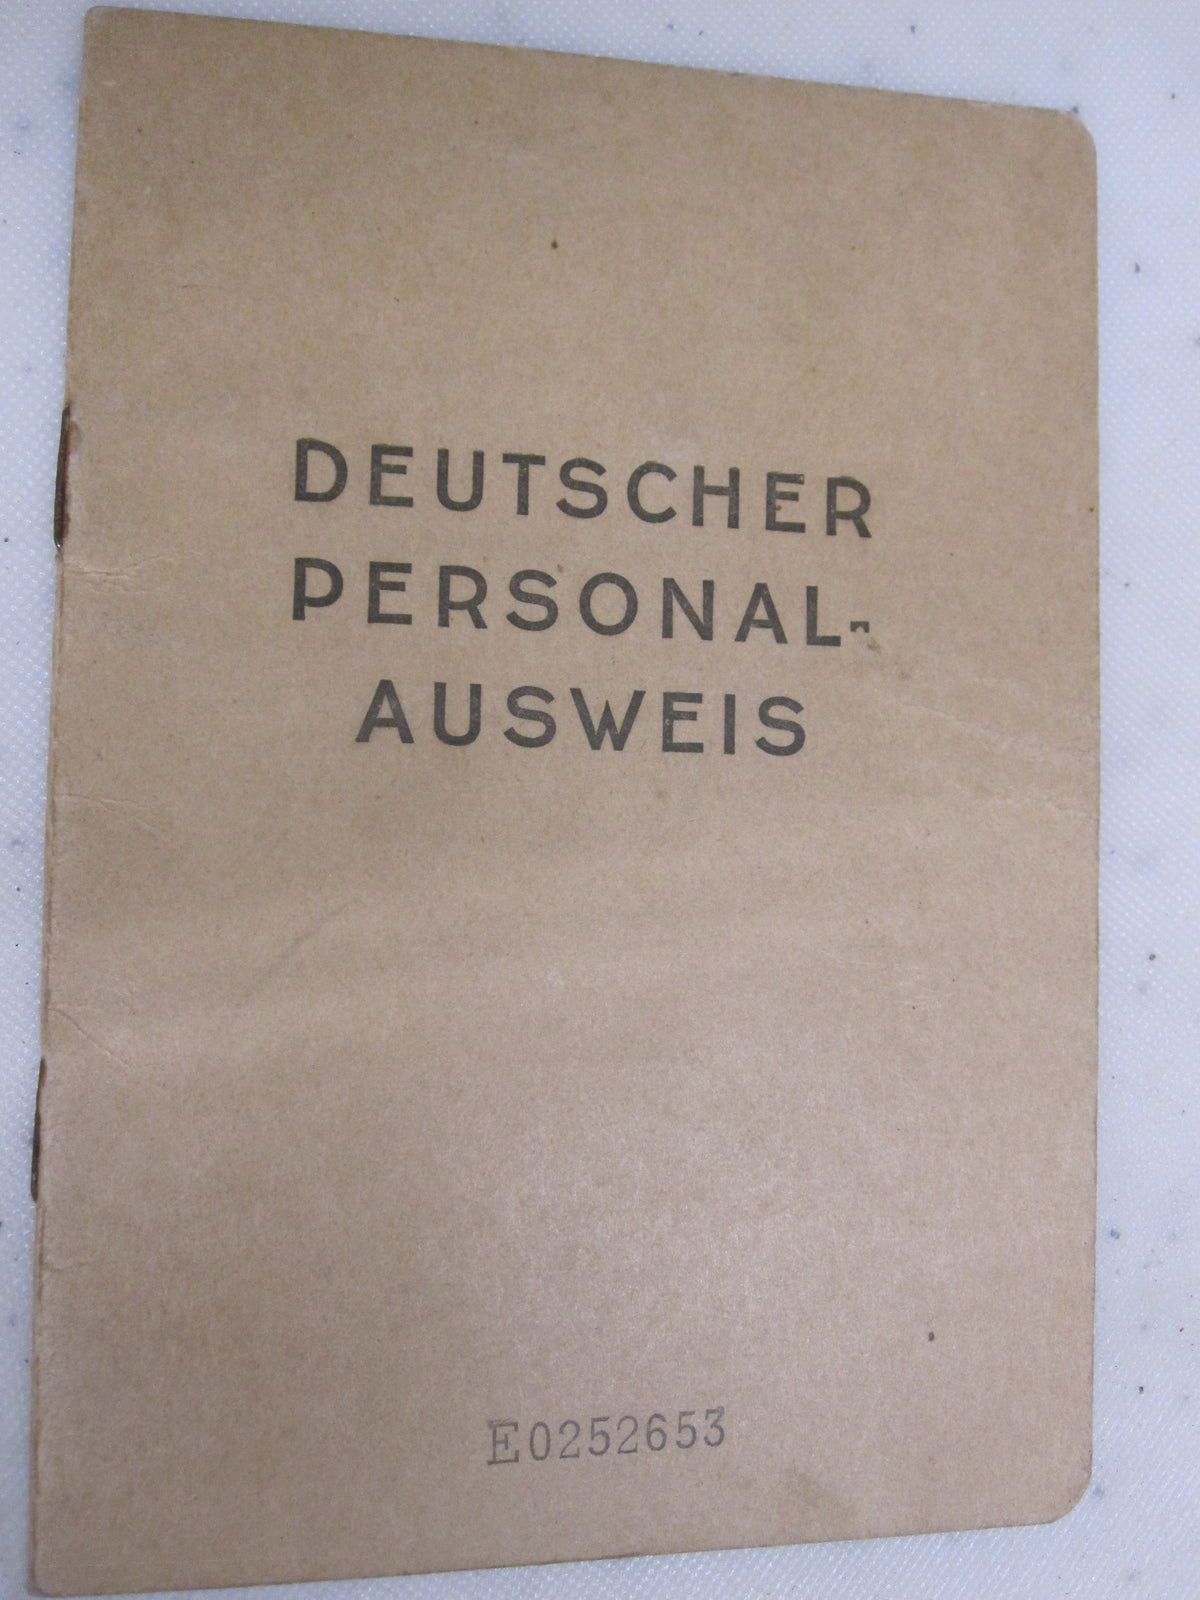 DEUTSCHER
PERSONAL-
AUSWEIS
E0252653